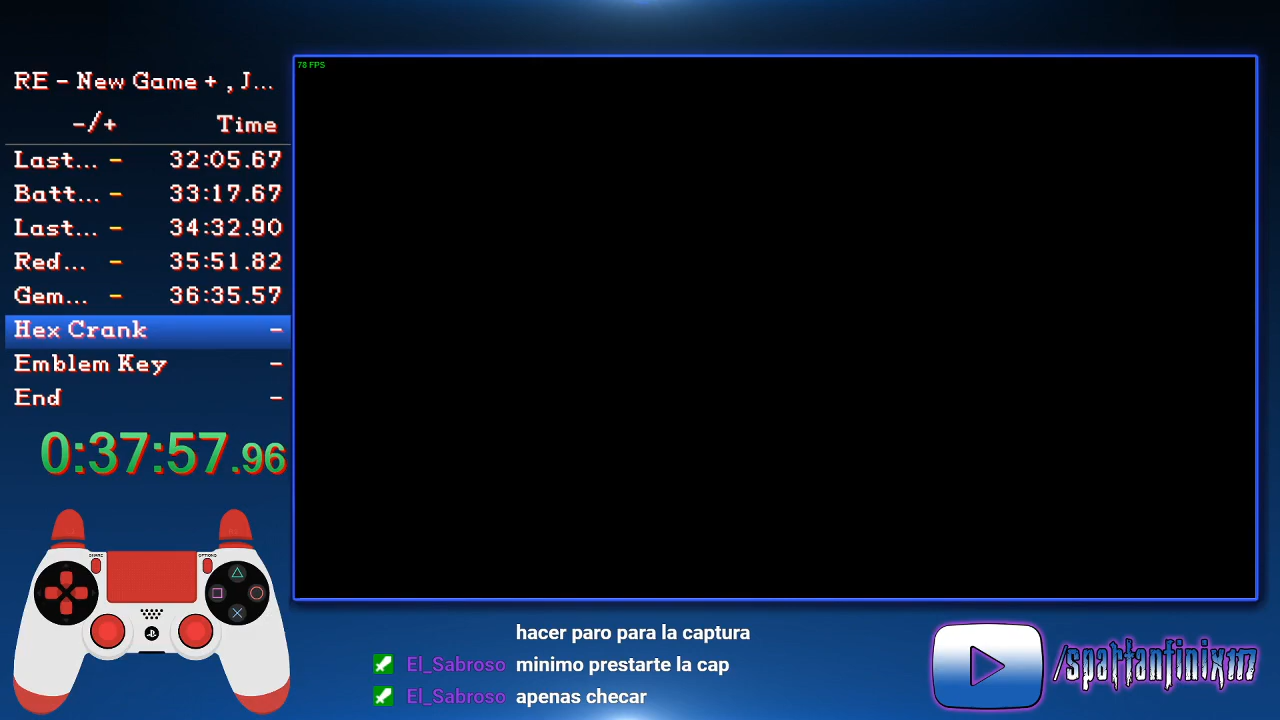 RE - New Game + , J...
-/+ Time
Last... - 32:05.67
Batt... - 33:17.67
Last... - 34:32.90
Red... - 35:51.82
Gem... - 36:35.57
Hex Crank -
Emblem Key -
End -
0:37:57.96
78 FPS
SHARE
OPTIONS
hacer paro para la captura
El_Sabroso minimo prestarte la cap
El_Sabroso apenas checar
/spartanfinix117